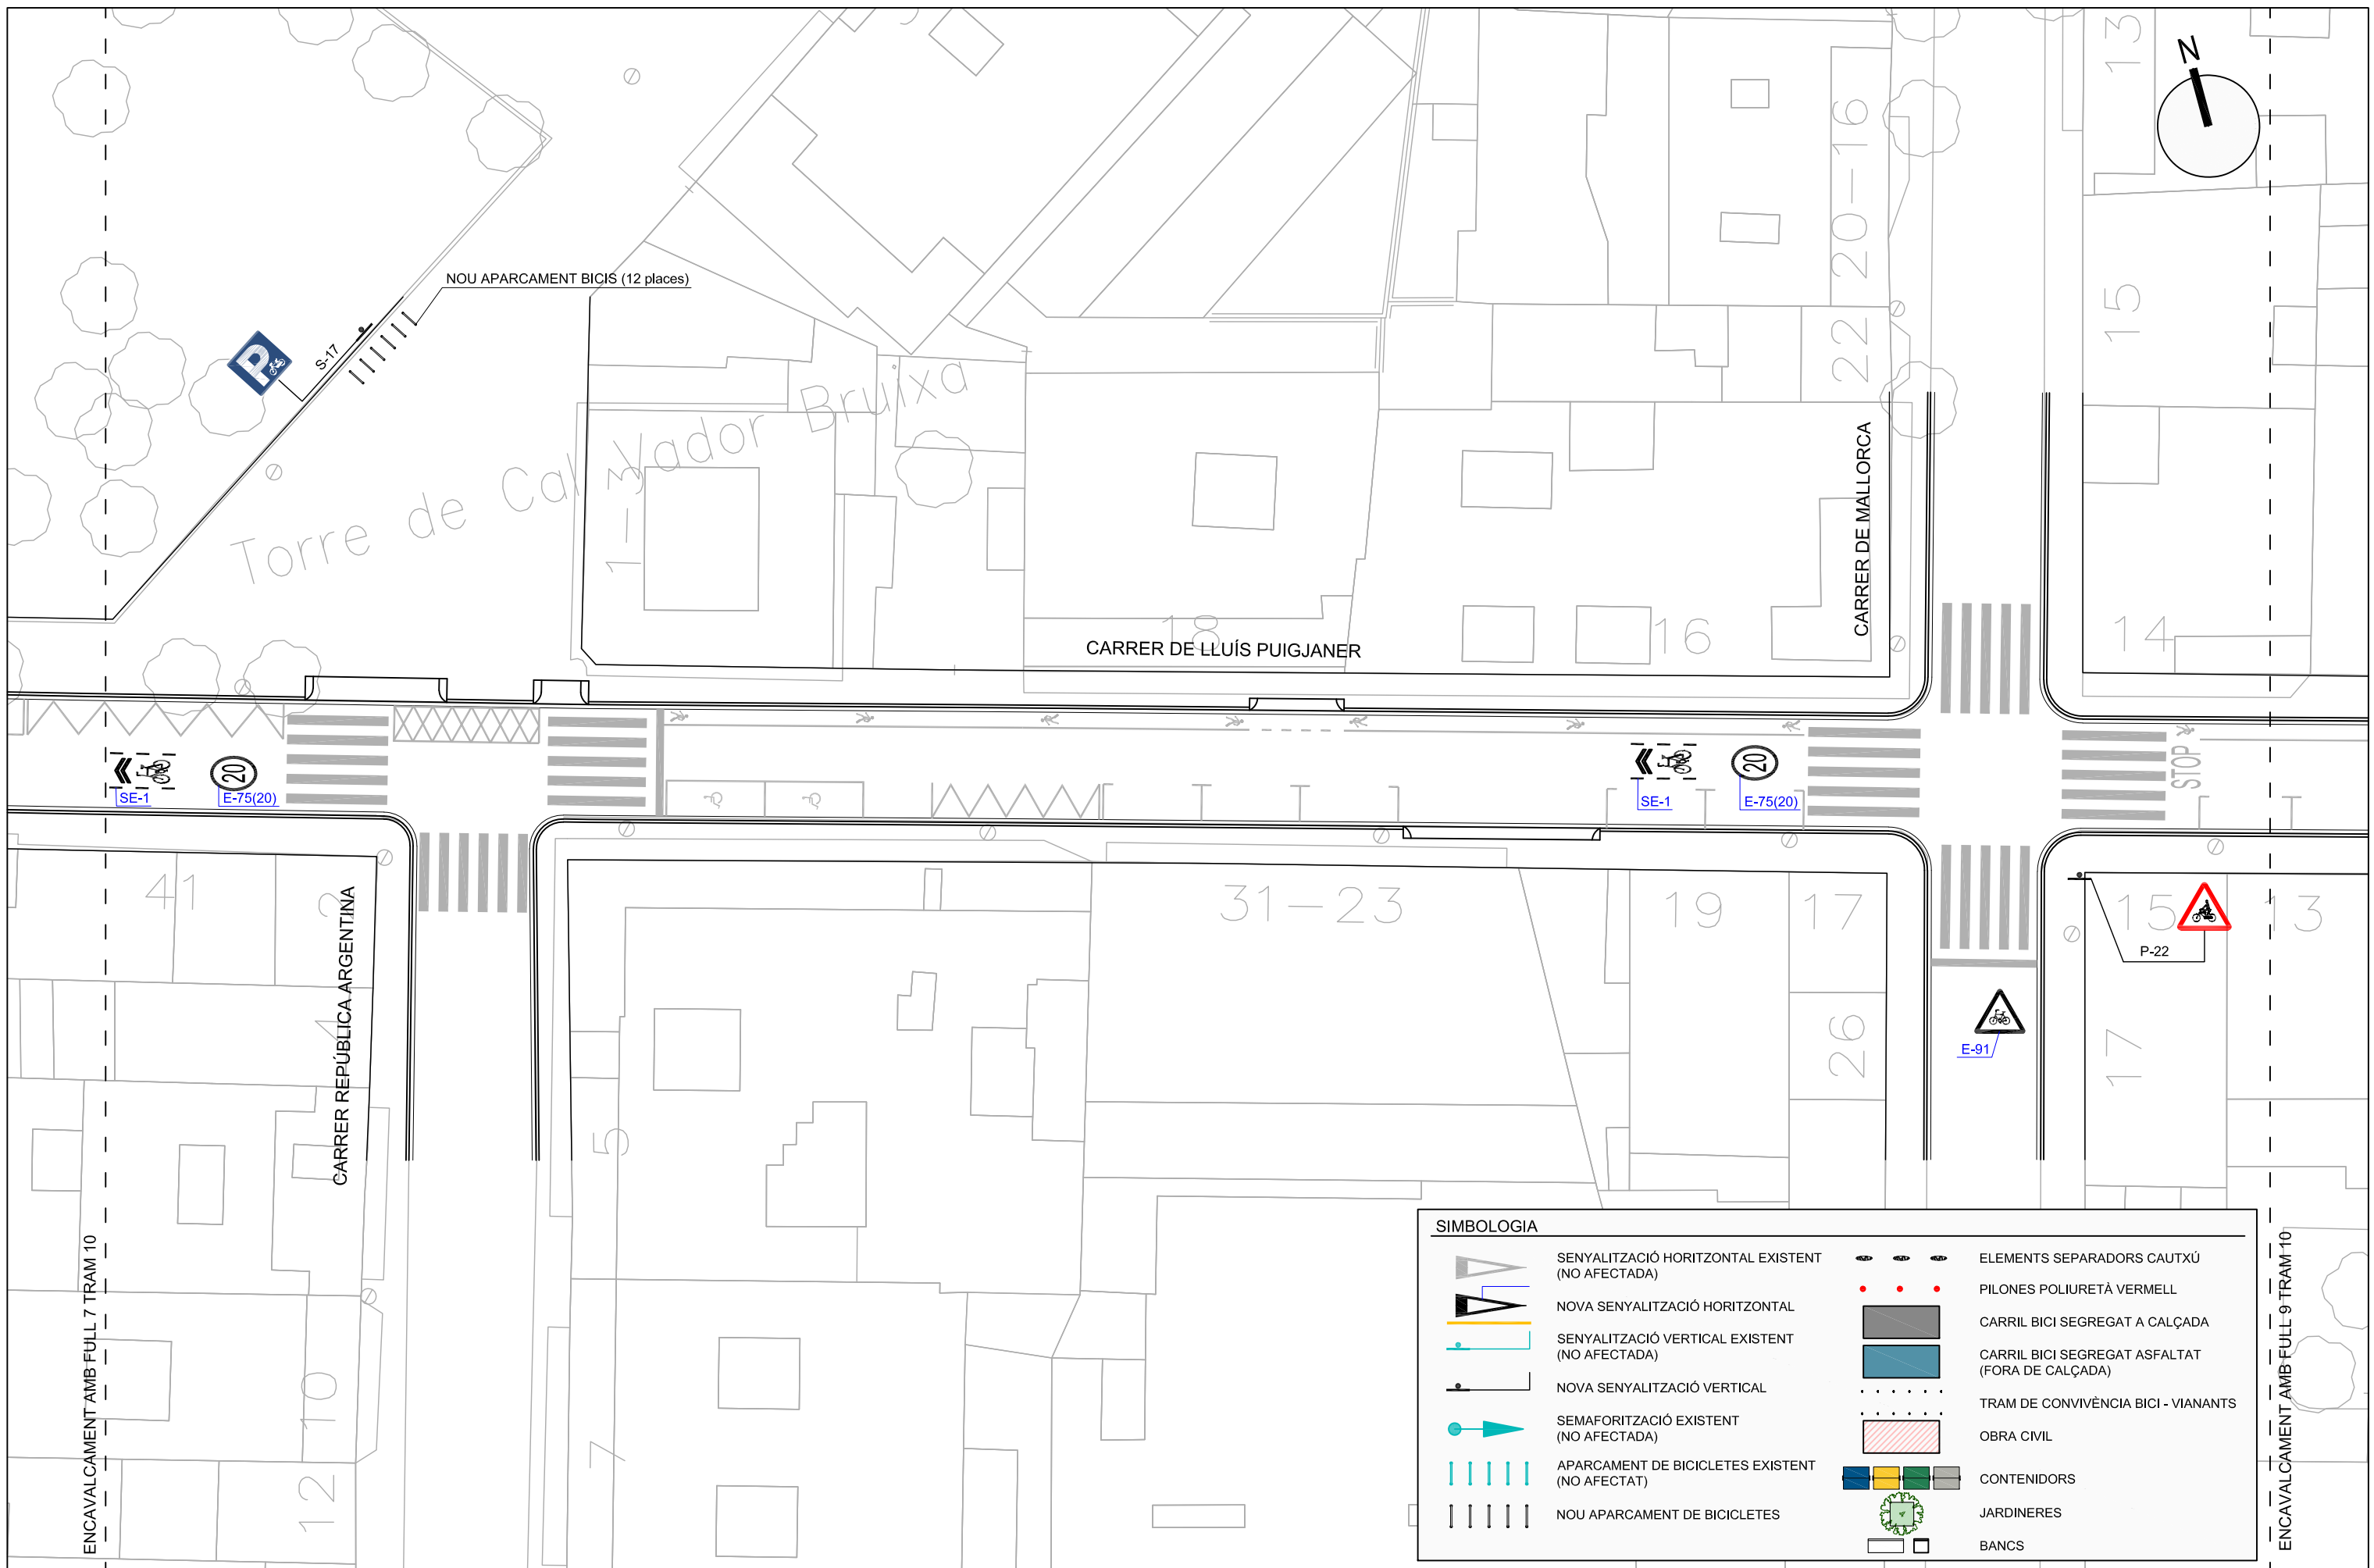 N
13
20-16
NOU APARCAMENT BICIS (12 places)
P
S-17
22
15
Torre de Cal Vador Bruixa
1-3
CARRER DE MALLORCA
18
CARRER DE LLUÍS PUIGJANER
16
14
20
SE-1
E-75(20)
20
SE-1
E-75(20)
STOP
41
2
31-23
19
17
15
13
P-22
CARRER REPÚBLICA ARGENTINA
4
26
17
E-91
5
10
7
12
ENCAVALCAMENT AMB FULL 7 TRAM 10
ENCAVALCAMENT AMB FULL 9 TRAM 10
SIMBOLOGIA
SENYALITZACIÓ HORITZONTAL EXISTENT
(NO AFECTADA)
NOVA SENYALITZACIÓ HORITZONTAL
SENYALITZACIÓ VERTICAL EXISTENT
(NO AFECTADA)
NOVA SENYALITZACIÓ VERTICAL
SEMAFORITZACIÓ EXISTENT
(NO AFECTADA)
APARCAMENT DE BICICLETES EXISTENT
(NO AFECTAT)
NOU APARCAMENT DE BICICLETES
ELEMENTS SEPARADORS CAUTXÚ
PILONES POLIURETÀ VERMELL
CARRIL BICI SEGREGAT A CALÇADA
CARRIL BICI SEGREGAT ASFALTAT
(FORA DE CALÇADA)
TRAM DE CONVIVÈNCIA BICI - VIANANTS
OBRA CIVIL
CONTENIDORS
JARDINERES
BANCS